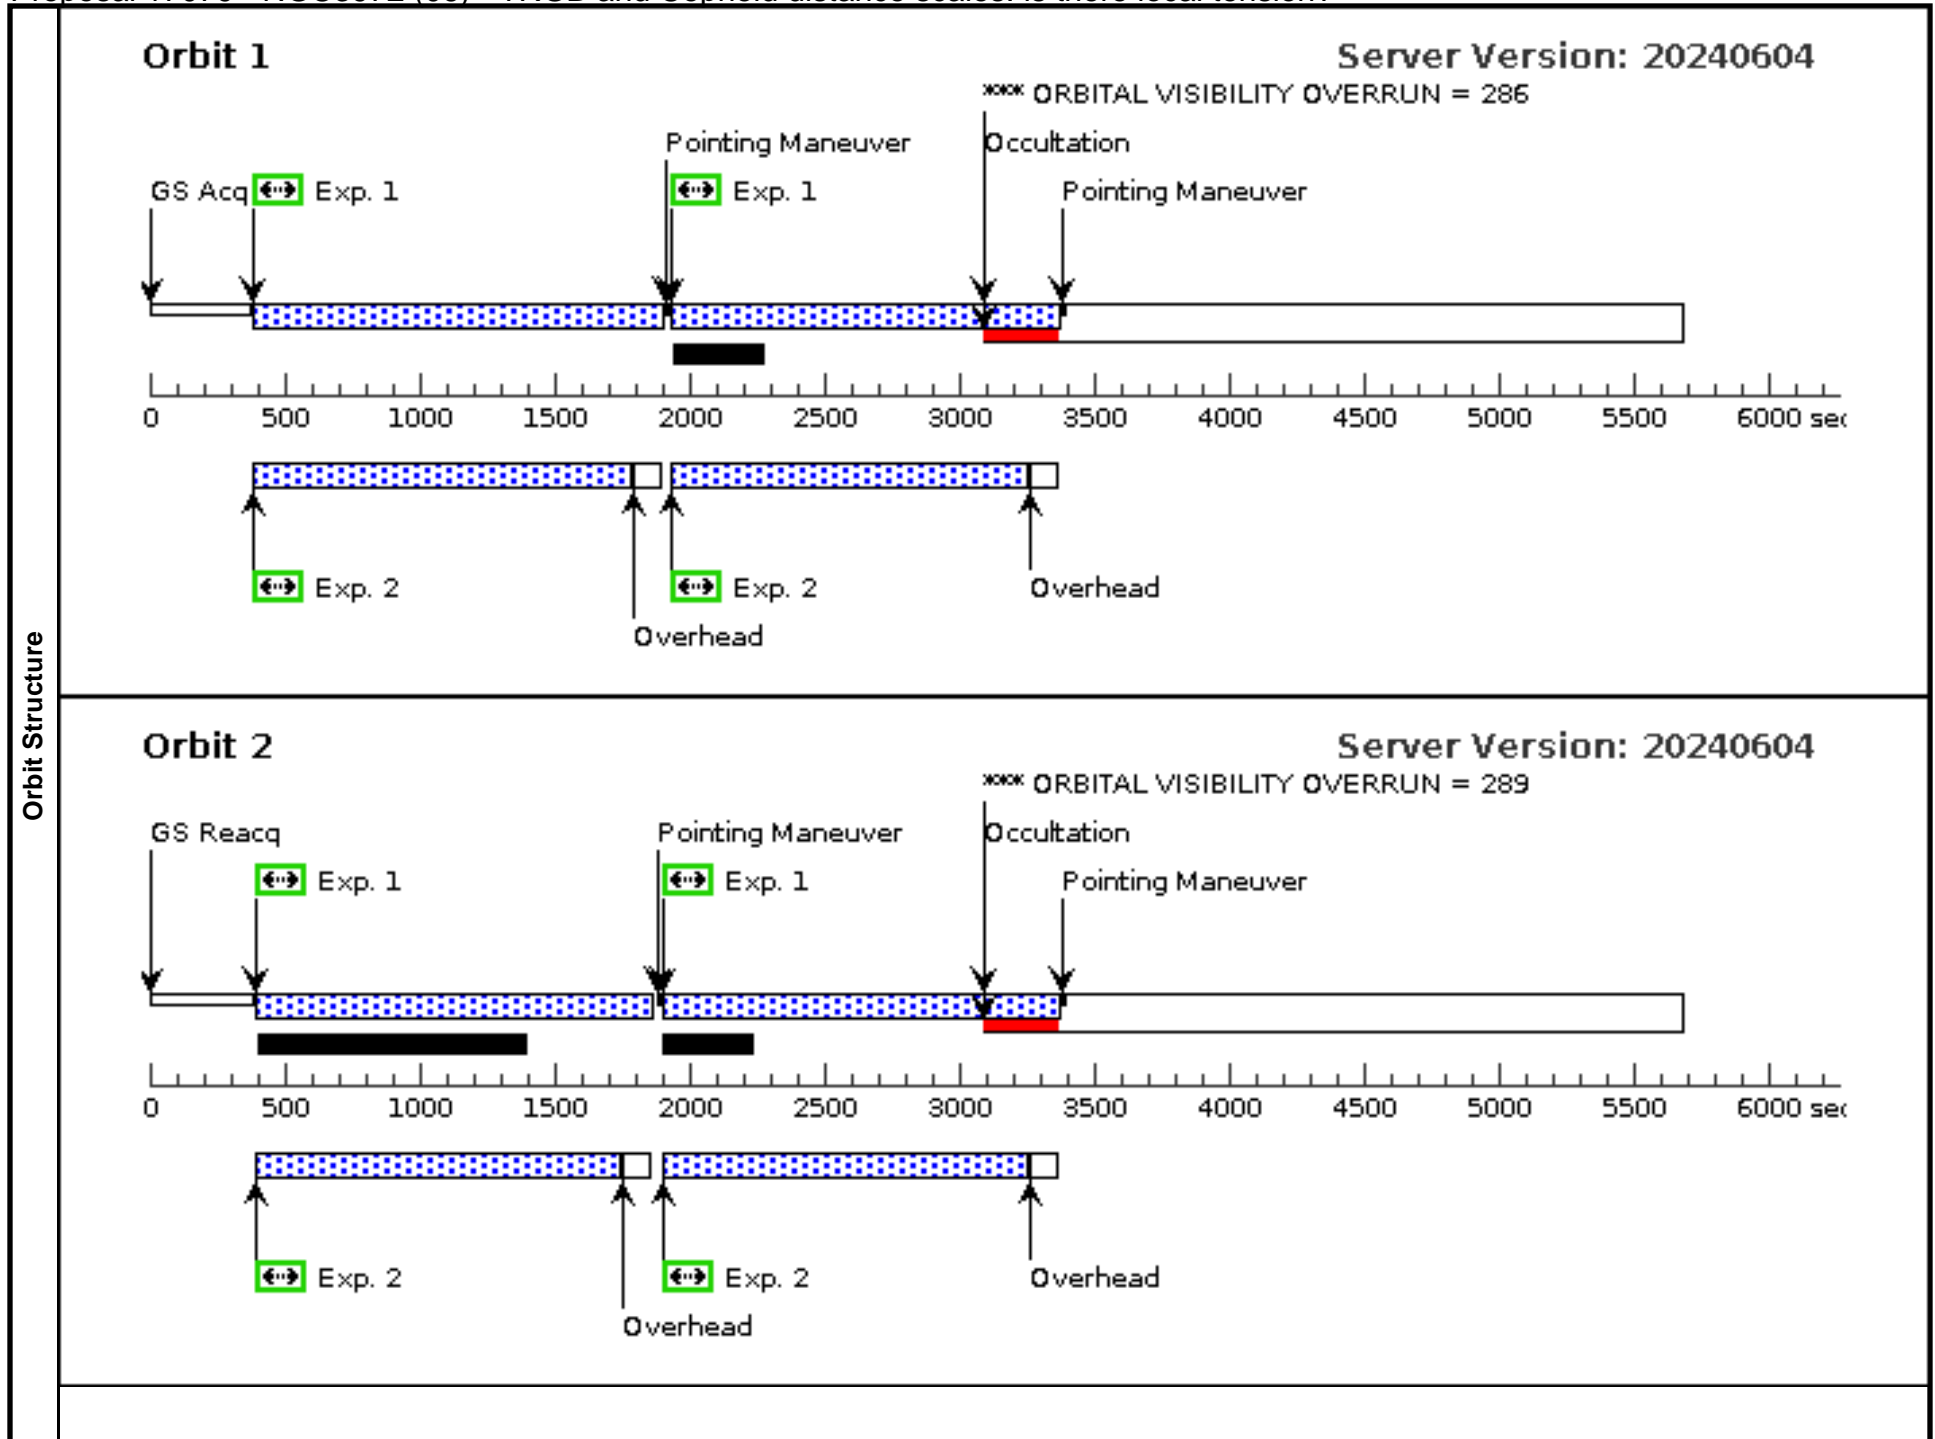 Orbit Structure
Orbit 1
Server Version: 20240604
*** ORBITAL VISIBILITY OVERRUN = 286
Pointing Maneuver
Occultation
GS Acq
Exp. 1
Exp. 1
Pointing Maneuver
0 500 1000 1500 2000 2500 3000 3500 4000 4500 5000 5500 6000 sec
Exp. 2
Exp. 2
Overhead
Overhead
Orbit 2
Server Version: 20240604
*** ORBITAL VISIBILITY OVERRUN = 289
GS Reacq
Pointing Maneuver
Occultation
Exp. 1
Exp. 1
Pointing Maneuver
0 500 1000 1500 2000 2500 3000 3500 4000 4500 5000 5500 6000 sec
Exp. 2
Exp. 2
Overhead
Overhead